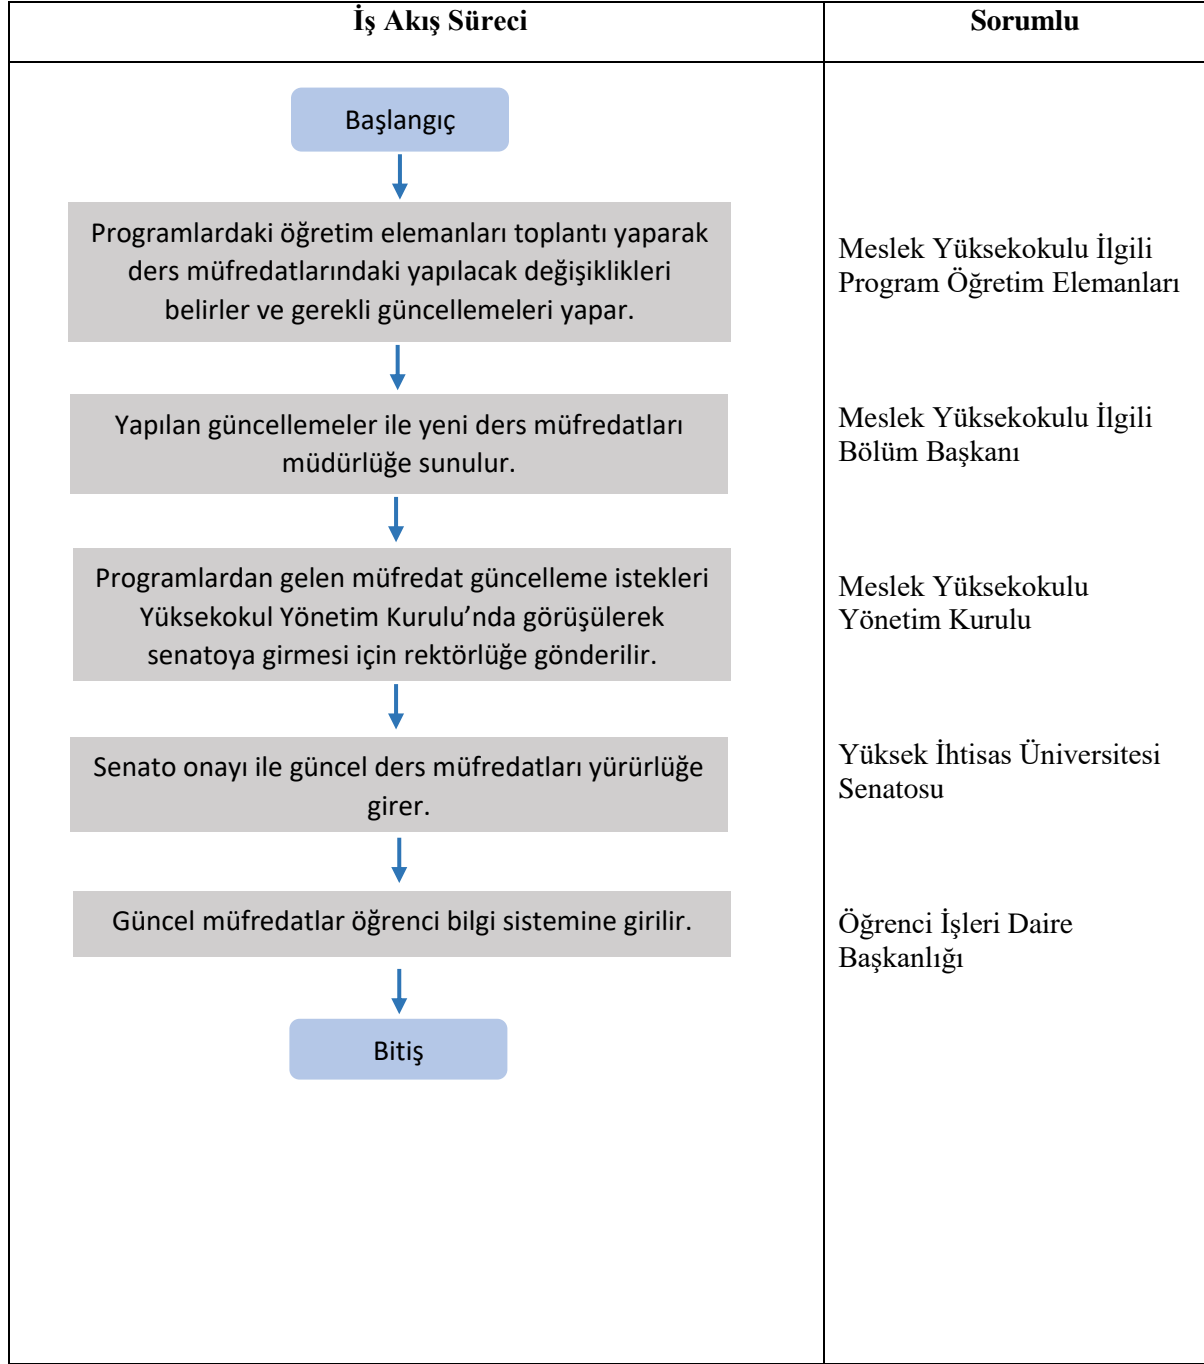 İş Akış Süreci
Sorumlu
Başlangıç
Programlardaki öğretim elemanları toplantı yaparak
ders müfredatlarındaki yapılacak değişiklikleri
belirler ve gerekli güncellemeleri yapar.
Meslek Yüksekokulu İlgili
Program Öğretim Elemanları
Yapılan güncellemeler ile yeni ders müfredatları
müdürlüğe sunulur.
Meslek Yüksekokulu İlgili
Bölüm Başkanı
Programlardan gelen müfredat güncelleme istekleri
Yüksekokul Yönetim Kurulu’nda görüşülerek
senatoya girmesi için rektörlüğe gönderilir.
Meslek Yüksekokulu
Yönetim Kurulu
Senato onayı ile güncel ders müfredatları yürürlüğe
girer.
Yüksek İhtisas Üniversitesi
Senatosu
Güncel müfredatlar öğrenci bilgi sistemine girilir.
Öğrenci İşleri Daire
Başkanlığı
Bitiş